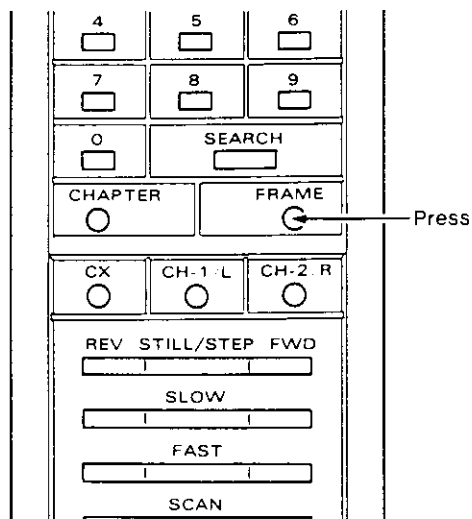 4 5 6
7 8 9
0 SEARCH
CHAPTER FRAME
Press
CX CH-1/L CH-2/R
REV STILL/STEP FWD
SLOW
FAST
SCAN